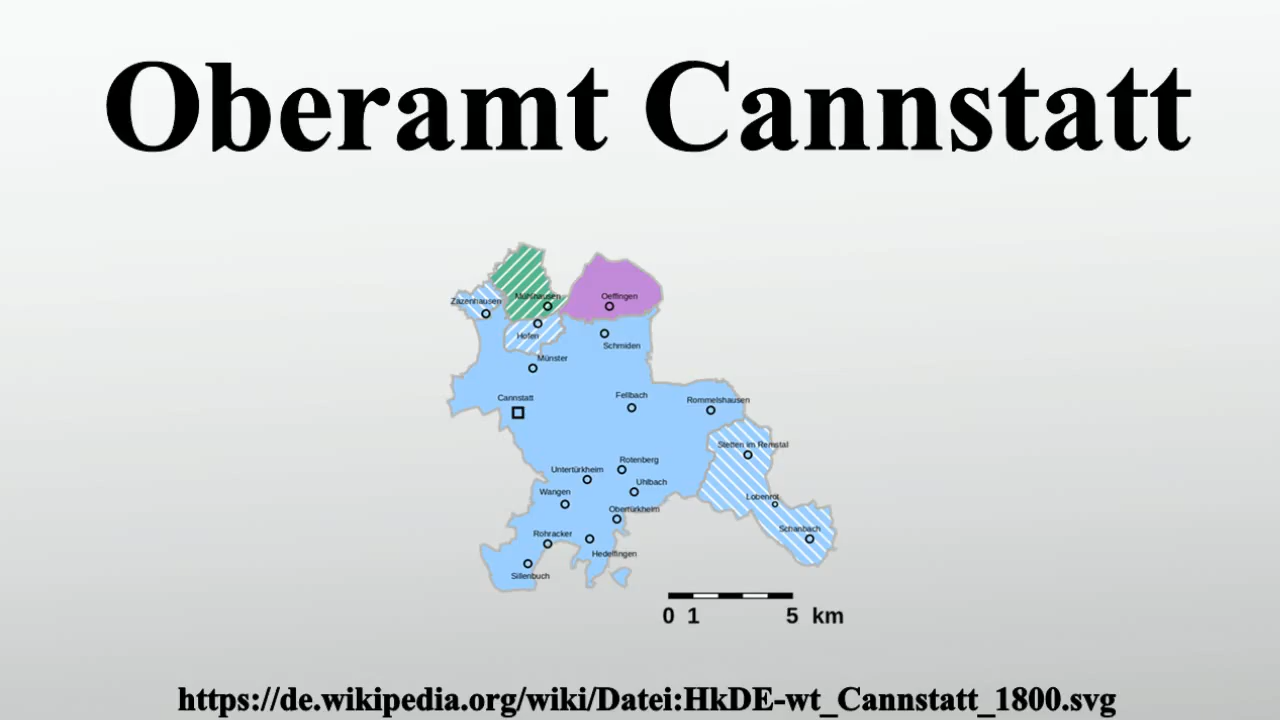 Oberamt Cannstatt
Mühlhausen
Oeffingen
Zazenhausen
Hofen
Schmiden
Münster
Cannstatt
Fellbach
Rommelshausen
Stetten im Remstal
Rotenberg
Untertürkheim
Uhlbach
Wangen
Lobenrot
Obertürkheim
Schanbach
Rohracker
Hedelfingen
Sillenbuch
0 1 5 km
https://de.wikipedia.org/wiki/Datei:HkDE-wt_Cannstatt_1800.svg